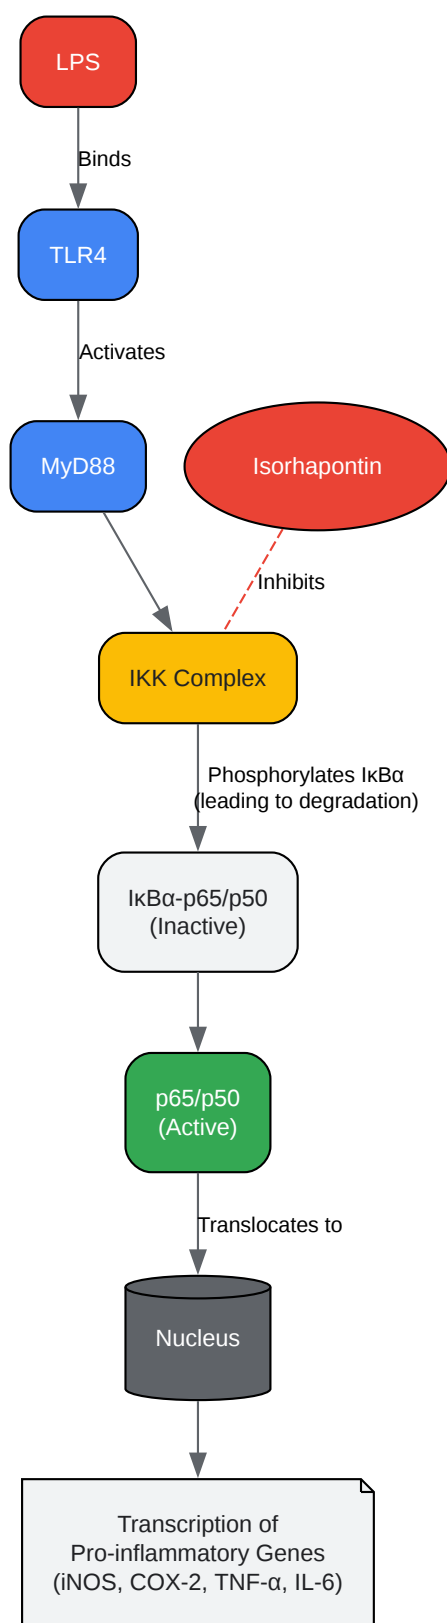 LPS
Binds
TLR4
Activates
MyD88
Isorhapontin
Inhibits
IKK Complex
Phosphorylates IκBα
(leading to degradation)
IκBα-p65/p50
(Inactive)
p65/p50
(Active)
Translocates to
Nucleus
Transcription of
Pro-inflammatory Genes
(iNOS, COX-2, TNF-α, IL-6)